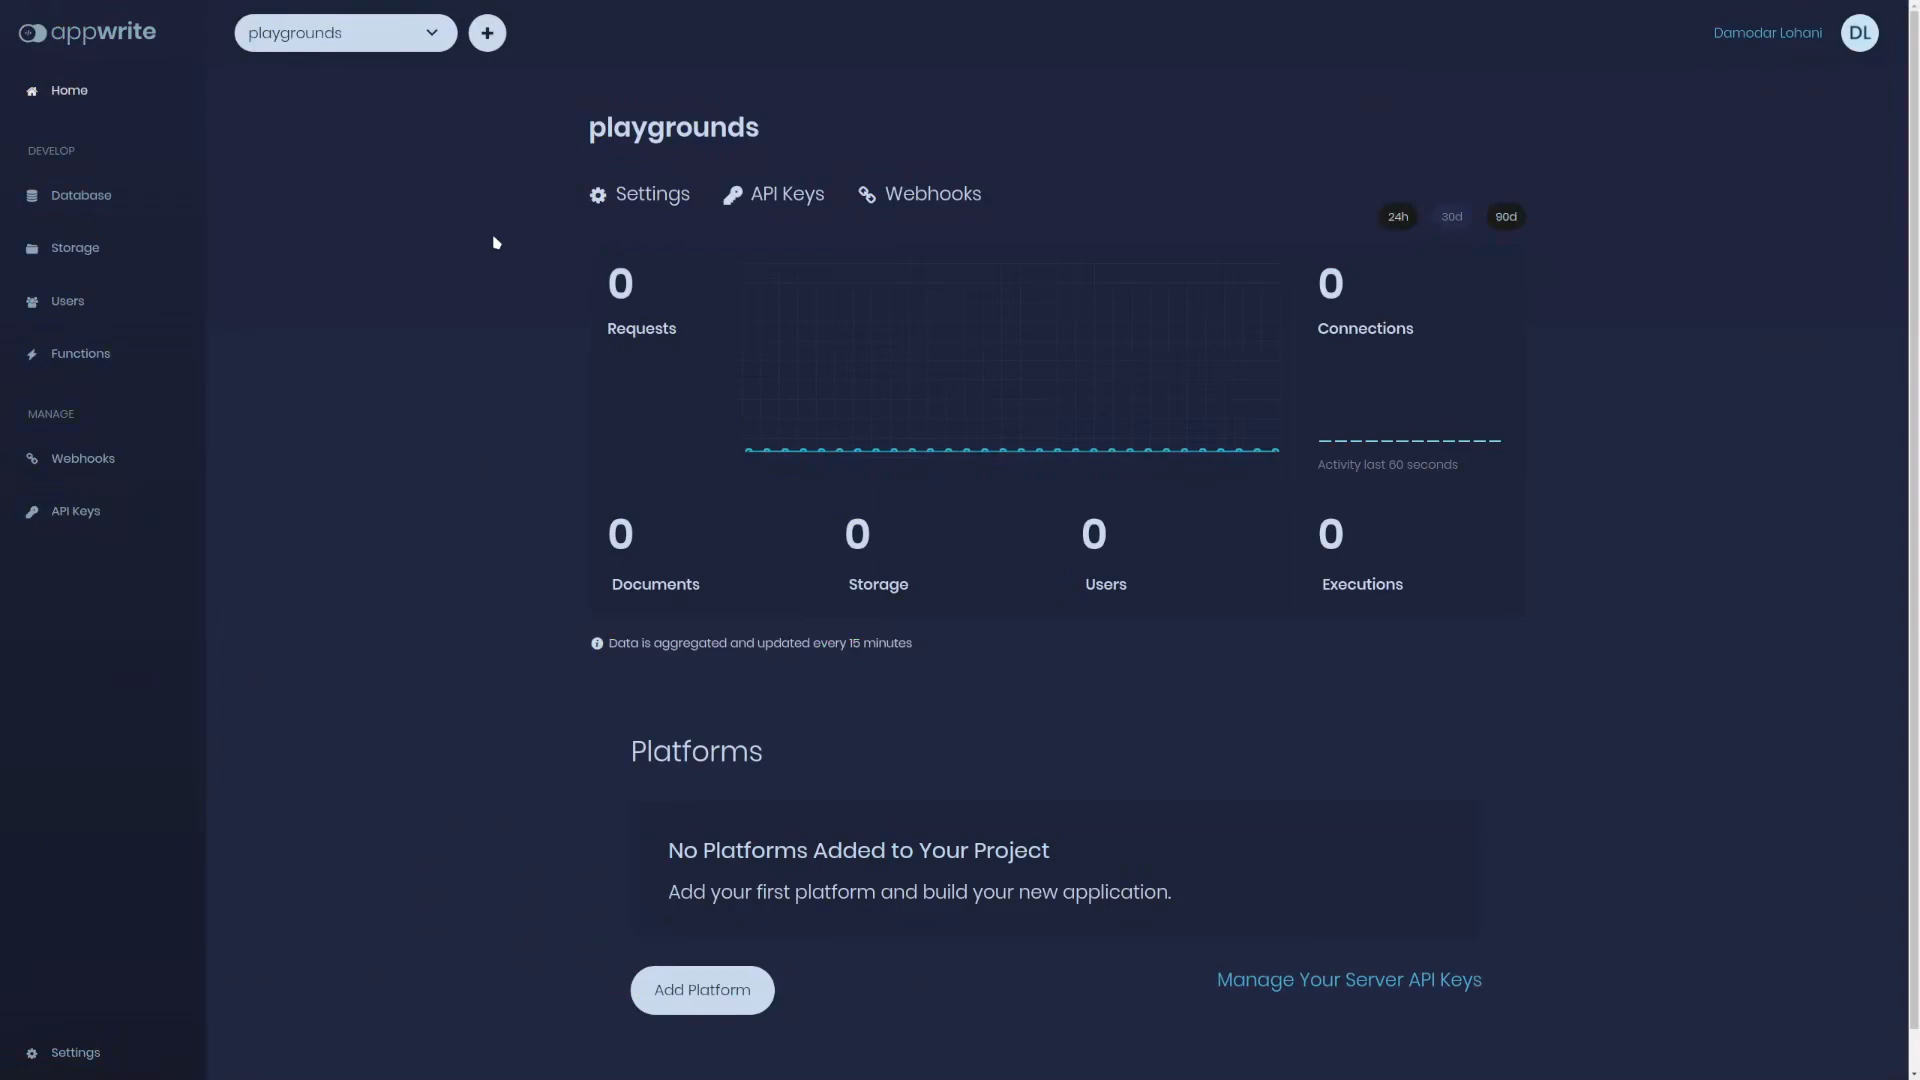 appwrite
playgrounds
+
Damodar Lohani
DL
Home
DEVELOP
Database
Storage
Users
Functions
MANAGE
Webhooks
API Keys
Settings
playgrounds
Settings
API Keys
Webhooks
24h
30d
90d
0
Requests
0
Connections
Activity last 60 seconds
0
Documents
0
Storage
0
Users
0
Executions
Data is aggregated and updated every 15 minutes
Platforms
No Platforms Added to Your Project
Add your first platform and build your new application.
Add Platform
Manage Your Server API Keys